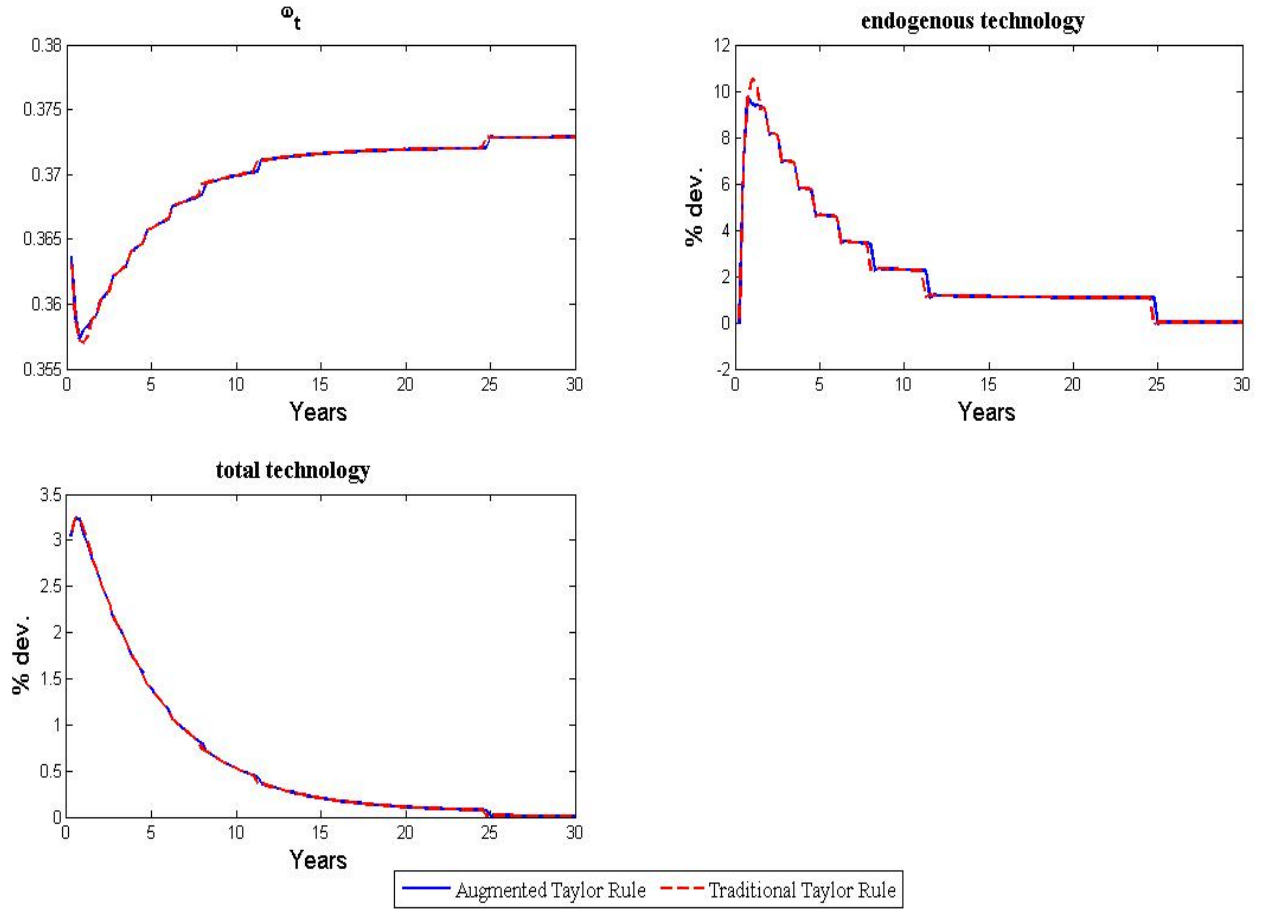 ω_t
0.38
0.375
0.37
0.365
0.36
0.355
0 5 10 15 20 25 30
Years
endogenous technology
12
10
8
6
4
2
0
-2
% dev.
0 5 10 15 20 25 30
Years
total technology
3.5
3
2.5
2
1.5
1
0.5
0
% dev.
0 5 10 15 20 25 30
Years
Augmented Taylor Rule Traditional Taylor Rule